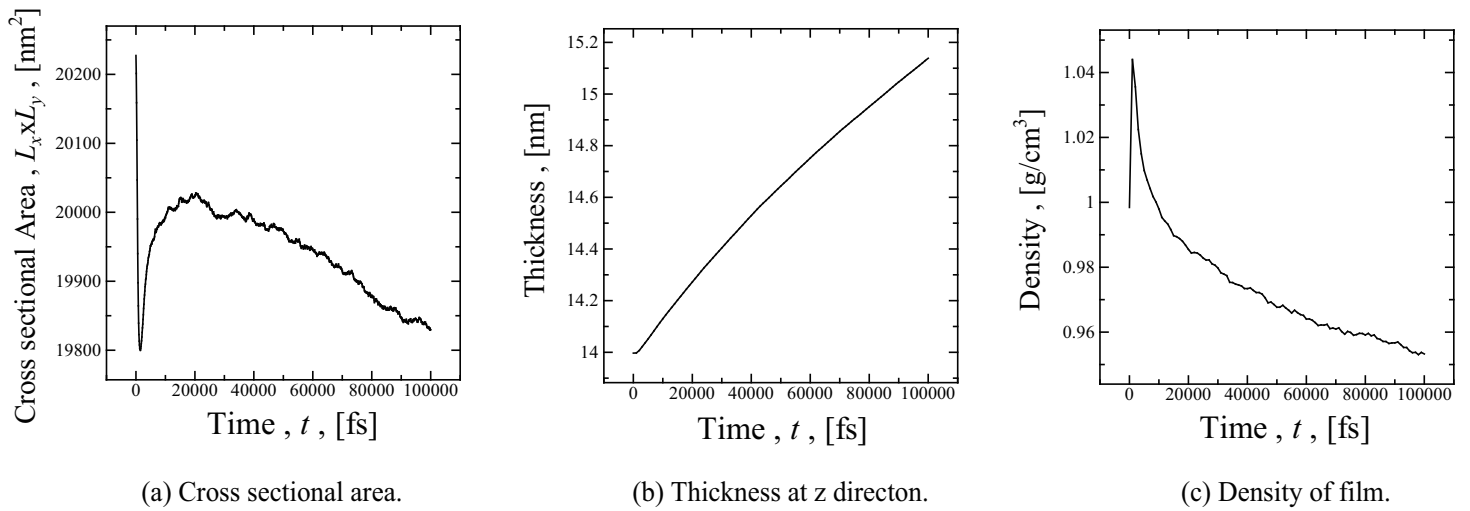 Cross sectional Area , LxxLy , [nm²]
20200
20100
20000
19900
19800
0 20000 40000 60000 80000 100000
Time , t , [fs]
(a) Cross sectional area.
Thickness , [nm]
15.2
15
14.8
14.6
14.4
14.2
14
0 20000 40000 60000 80000 100000
Time , t , [fs]
(b) Thickness at z directon.
Density , [g/cm³]
1.04
1.02
1
0.98
0.96
0 20000 40000 60000 80000 100000
Time , t , [fs]
(c) Density of film.